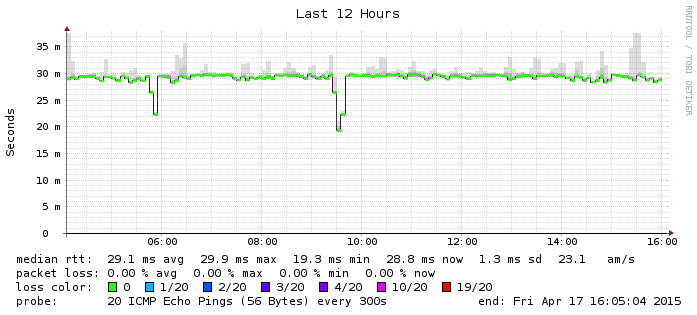 Last 12 Hours
RRDTOOL / TOBI OETIKER
Seconds
35 m
30 m
25 m
20 m
15 m
10 m
5 m
0
06:00 08:00 10:00 12:00 14:00 16:00
median rtt: 29.1 ms avg 29.9 ms max 19.3 ms min 28.8 ms now 1.3 ms sd 23.1 am/s
packet loss: 0.00 % avg 0.00 % max 0.00 % min 0.00 % now
loss color: 0 1/20 2/20 3/20 4/20 10/20 19/20
probe: 20 ICMP Echo Pings (56 Bytes) every 300s end: Fri Apr 17 16:05:04 2015